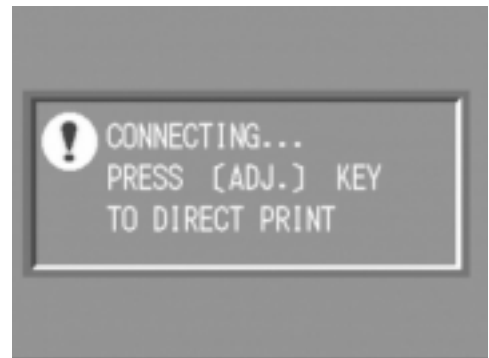 CONNECTING...
PRESS [ADJ.] KEY
TO DIRECT PRINT